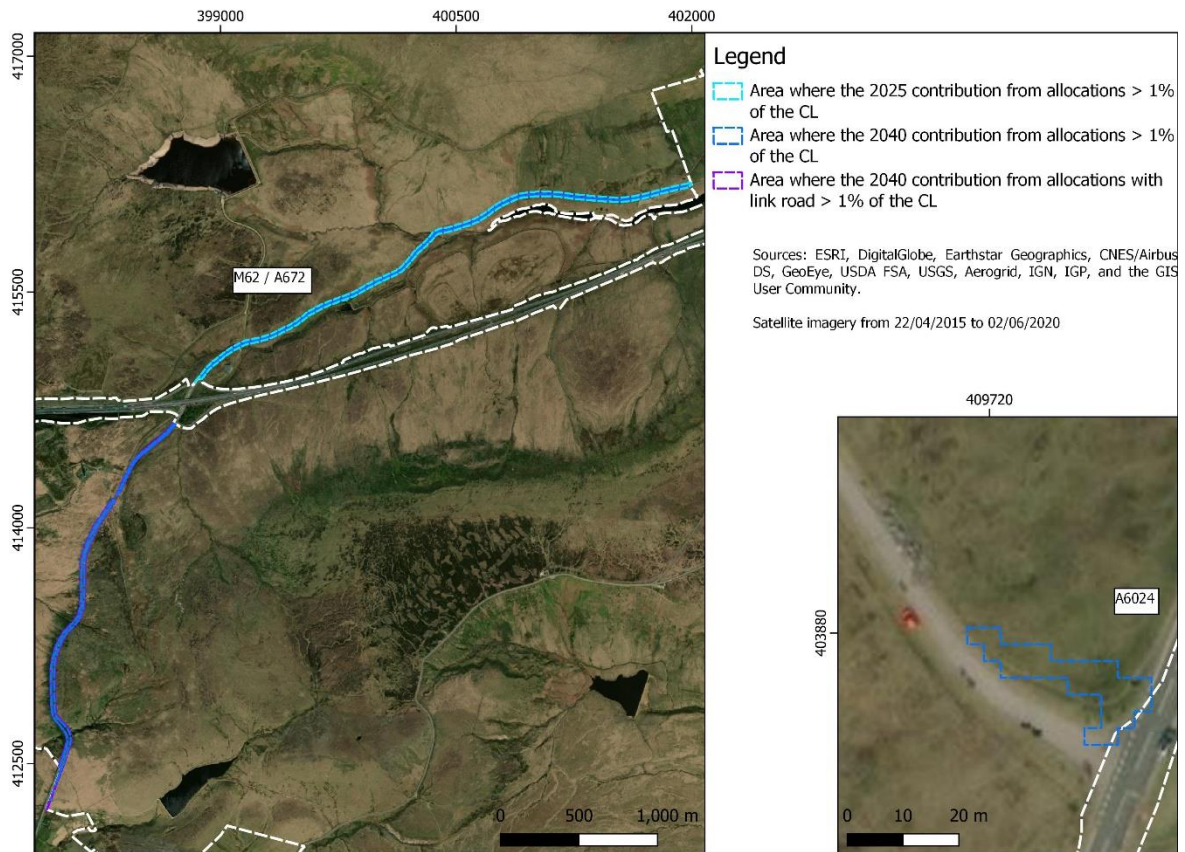 399000
400500
402000
417000
415500
414000
412500
M62 / A672
0
500
1,000 m
Legend
Area where the 2025 contribution from allocations > 1%
of the CL
Area where the 2040 contribution from allocations > 1%
of the CL
Area where the 2040 contribution from allocations with
link road > 1% of the CL
Sources: ESRI, DigitalGlobe, Earthstar Geographics, CNES/Airbus
DS, GeoEye, USDA FSA, USGS, Aerogrid, IGN, IGP, and the GIS
User Community.
Satellite imagery from 22/04/2015 to 02/06/2020
409720
403880
A6024
0
10
20 m